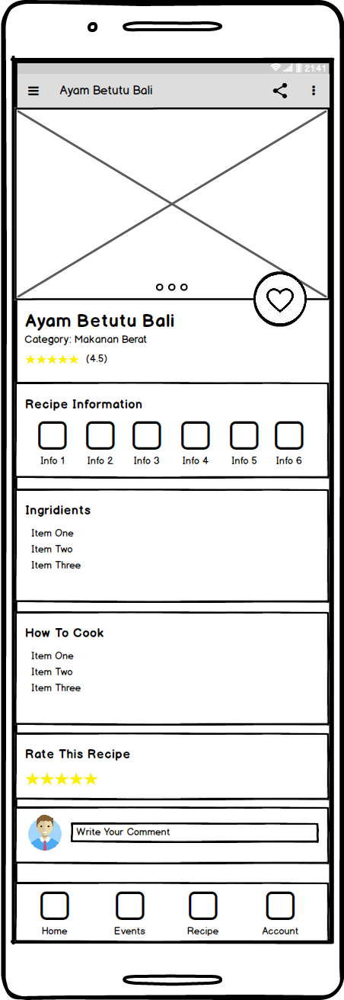 21:41
Ayam Betutu Bali
Ayam Betutu Bali
Category: Makanan Berat
(4.5)
Recipe Information
Info 1 Info 2 Info 3 Info 4 Info 5 Info 6
Ingridients
Item One
Item Two
Item Three
How To Cook
Item One
Item Two
Item Three
Rate This Recipe
Write Your Comment
Home Events Recipe Account